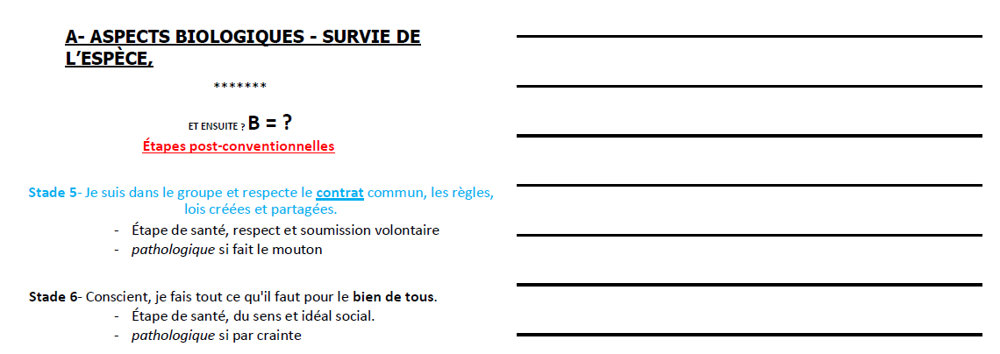 A- ASPECTS BIOLOGIQUES - SURVIE DE
L’ESPÈCE,
*******
ET ENSUITE ? B = ?
Étapes post-conventionnelles
Stade 5- Je suis dans le groupe et respecte le contrat commun, les règles,
lois créées et partagées.
- Étape de santé, respect et soumission volontaire
- pathologique si fait le mouton
Stade 6- Conscient, je fais tout ce qu'il faut pour le bien de tous.
- Étape de santé, du sens et idéal social.
- pathologique si par crainte